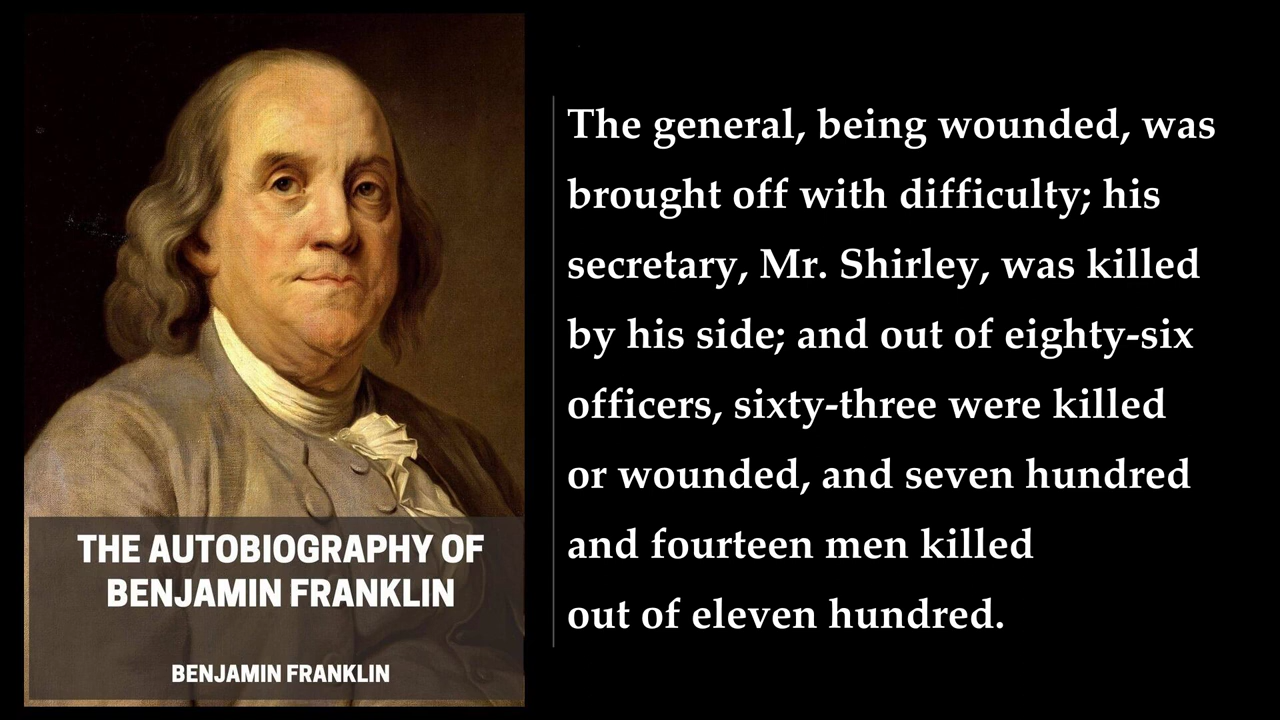 THE AUTOBIOGRAPHY OF
BENJAMIN FRANKLIN
BENJAMIN FRANKLIN
The general, being wounded, was
brought off with difficulty; his
secretary, Mr. Shirley, was killed
by his side; and out of eighty-six
officers, sixty-three were killed
or wounded, and seven hundred
and fourteen men killed
out of eleven hundred.